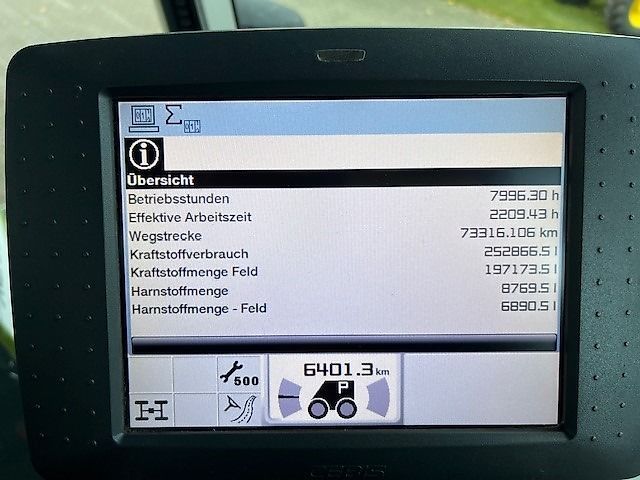 Übersicht
Betriebsstunden 7996.30 h
Effektive Arbeitszeit 2209.43 h
Wegstrecke 73316.106 km
Kraftstoffverbrauch 252866.5 l
Kraftstoffmenge Feld 197173.5 l
Harnstoffmenge 8769.5 l
Harnstoffmenge - Feld 6890.5 l
500
6401.3 km
P
CEBIS